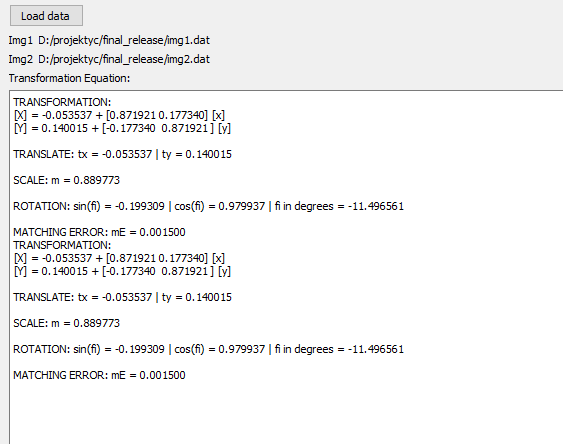 Load data
Img1 D:/projektyc/final_release/img1.dat
Img2 D:/projektyc/final_release/img2.dat
Transformation Equation:
TRANSFORMATION:
[X] = -0.053537 + [0.871921 0.177340] [x]
[Y] = 0.140015 + [-0.177340  0.871921 ] [y]
TRANSLATE: tx = -0.053537 | ty = 0.140015
SCALE: m = 0.889773
ROTATION: sin(fi) = -0.199309 | cos(fi) = 0.979937 | fi in degrees = -11.496561
MATCHING ERROR: mE = 0.001500
TRANSFORMATION:
[X] = -0.053537 + [0.871921 0.177340] [x]
[Y] = 0.140015 + [-0.177340  0.871921 ] [y]
TRANSLATE: tx = -0.053537 | ty = 0.140015
SCALE: m = 0.889773
ROTATION: sin(fi) = -0.199309 | cos(fi) = 0.979937 | fi in degrees = -11.496561
MATCHING ERROR: mE = 0.001500